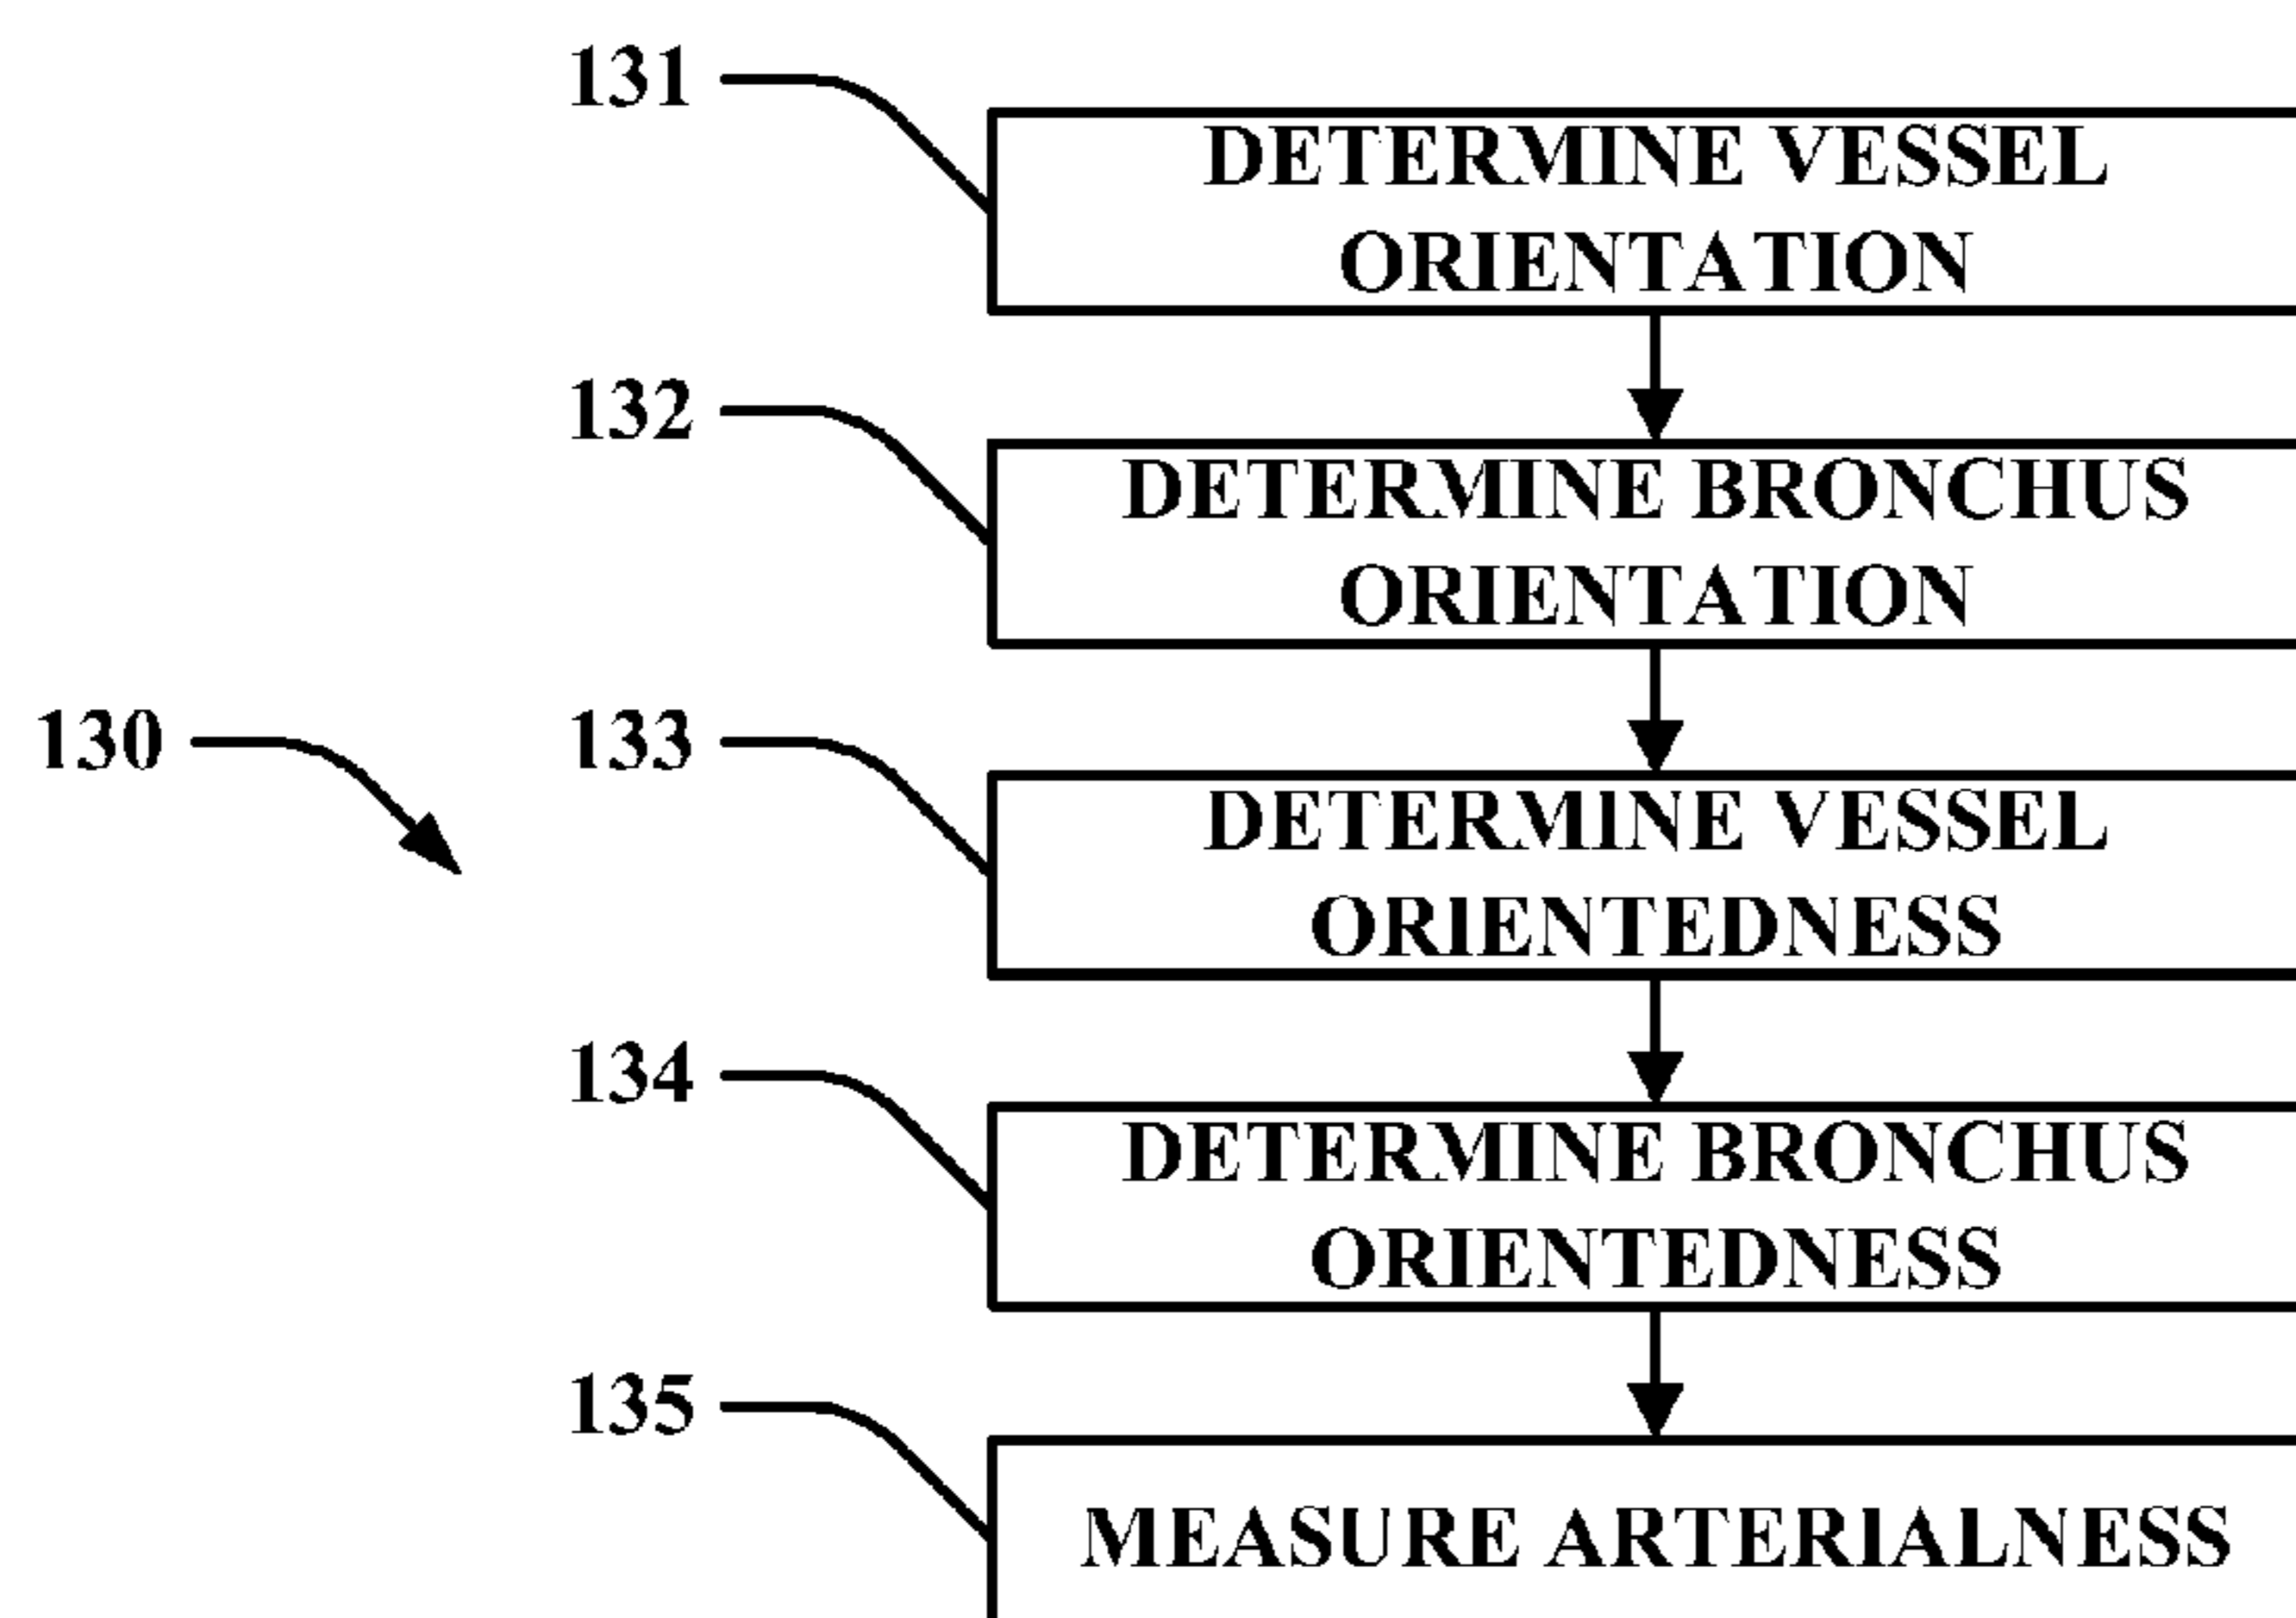 131
DETERMINE VESSEL
ORIENTATION
132
DETERMINE BRONCHUS
ORIENTATION
130
133
DETERMINE VESSEL
ORIENTEDNESS
134
DETERMINE BRONCHUS
ORIENTEDNESS
135
MEASURE ARTERIALNESS